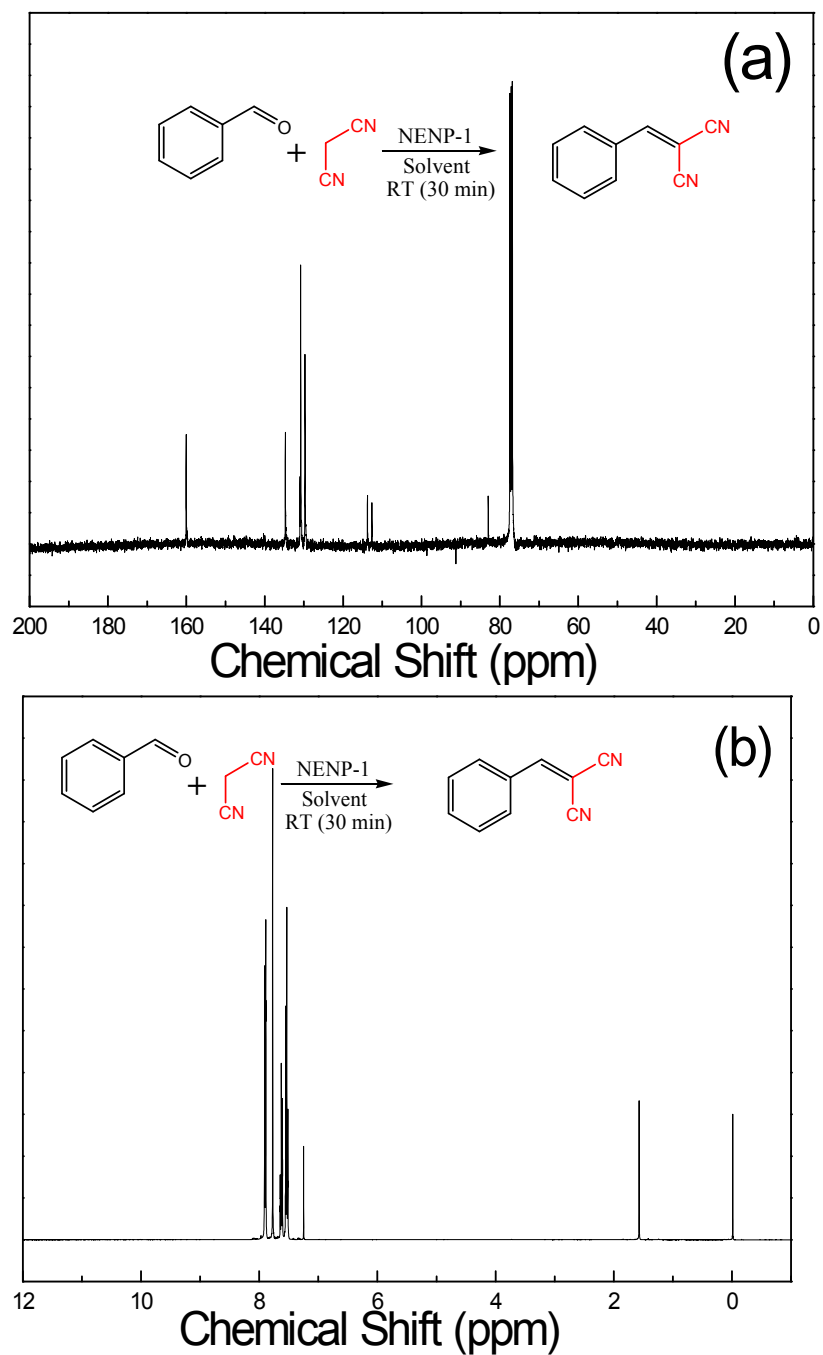 (a)
O
+
CN
CN
NENP-1
Solvent
RT (30 min)
CN
CN
200 180 160 140 120 100 80 60 40 20 0
Chemical Shift (ppm)
(b)
O
+
CN
CN
NENP-1
Solvent
RT (30 min)
CN
CN
12 10 8 6 4 2 0
Chemical Shift (ppm)